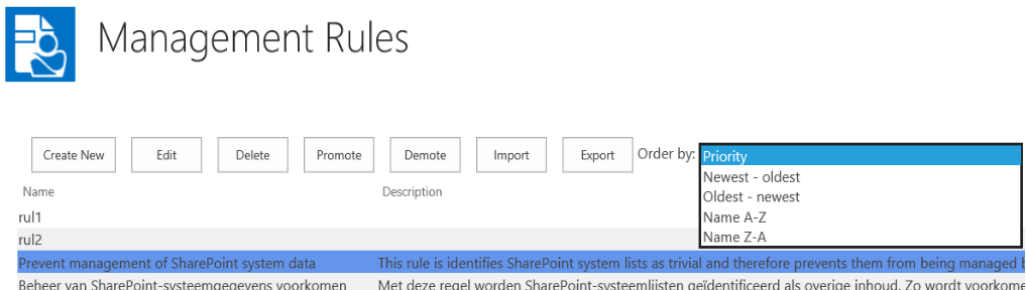 Management Rules
Create New Edit Delete Promote Demote Import Export Order by: Priority
Newest - oldest
Oldest - newest
Name A-Z
Name Z-A
Name Description
rul1
rul2
Prevent management of SharePoint system data This rule is identifies SharePoint system lists as trivial and therefore prevents them from being managed
Beheer van SharePoint-systeemgegevens voorkomen Met deze regel worden SharePoint-systeemlijsten geïdentificeerd als overige inhoud. Zo wordt